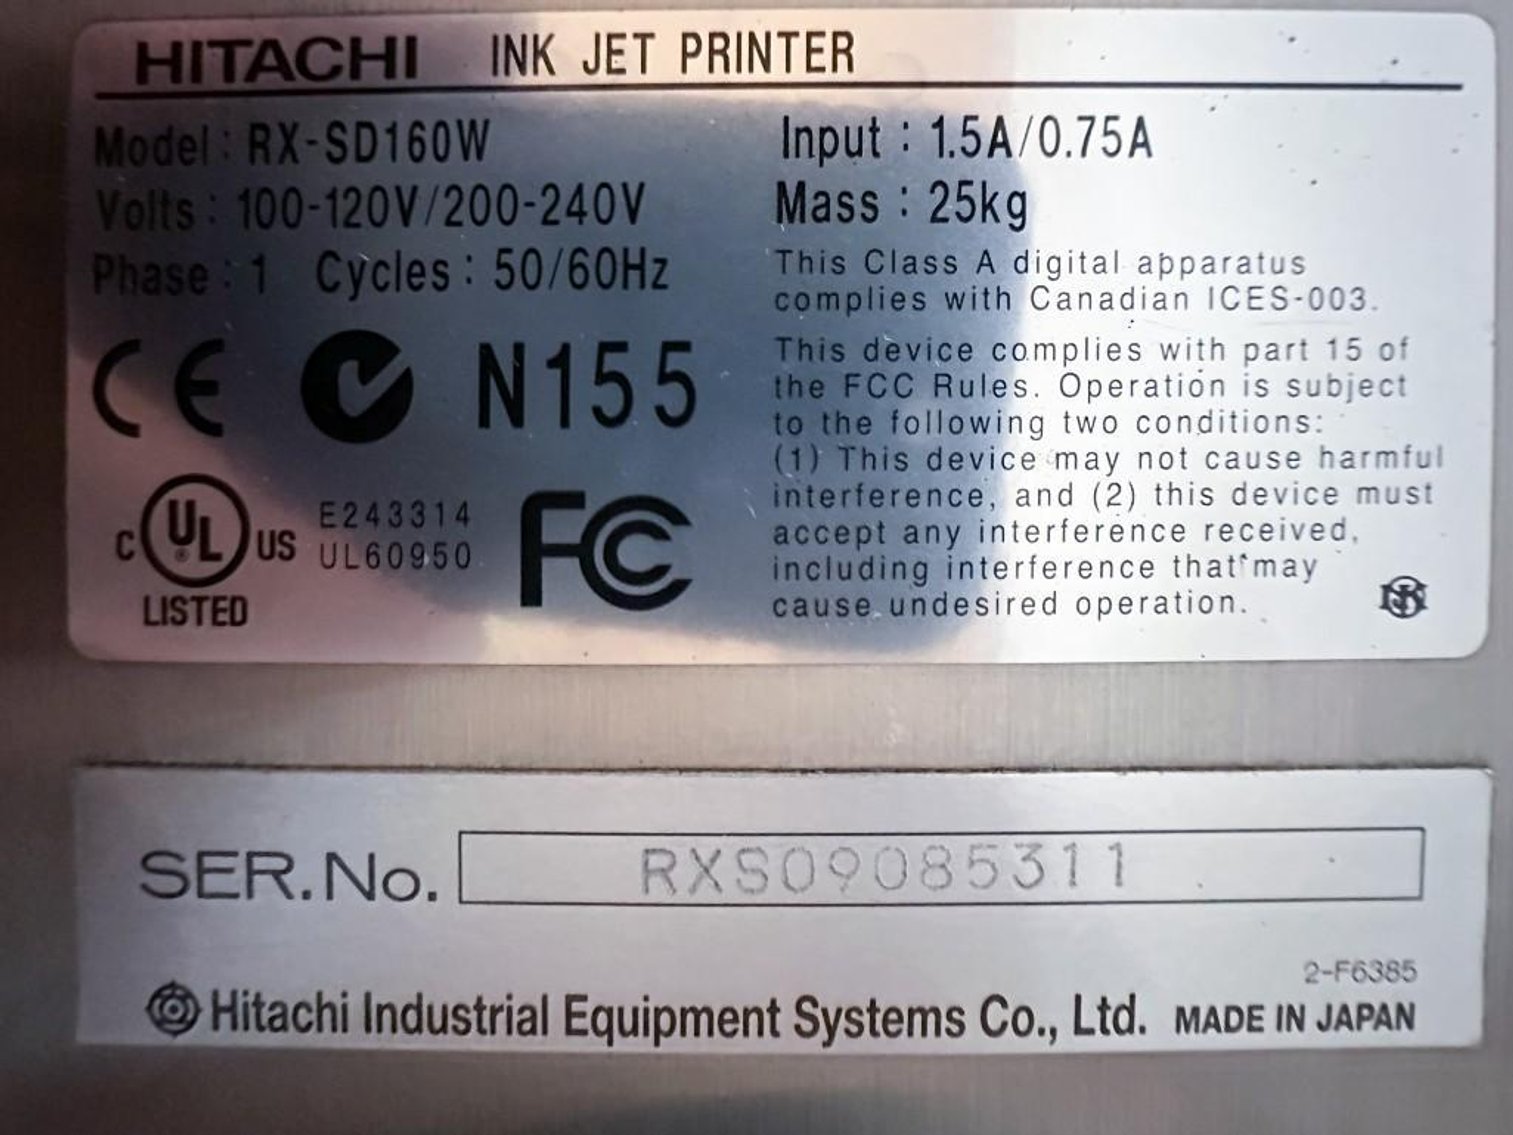 HITACHI INK JET PRINTER
Model: RX-SD160W
Volts: 100-120V/200-240V
Phase: 1 Cycles: 50/60Hz
CE N155
C UL US
E243314
UL60950
LISTED
FC
Input: 1.5A/0.75A
Mass: 25kg
This Class A digital apparatus
complies with Canadian ICES-003.
This device complies with part 15 of
the FCC Rules. Operation is subject
to the following two conditions:
(1) This device may not cause harmful
interference, and (2) this device must
accept any interference received,
including interference that may
cause undesired operation.
SER.No. RXS09085311
2-F6385
Hitachi Industrial Equipment Systems Co., Ltd. MADE IN JAPAN